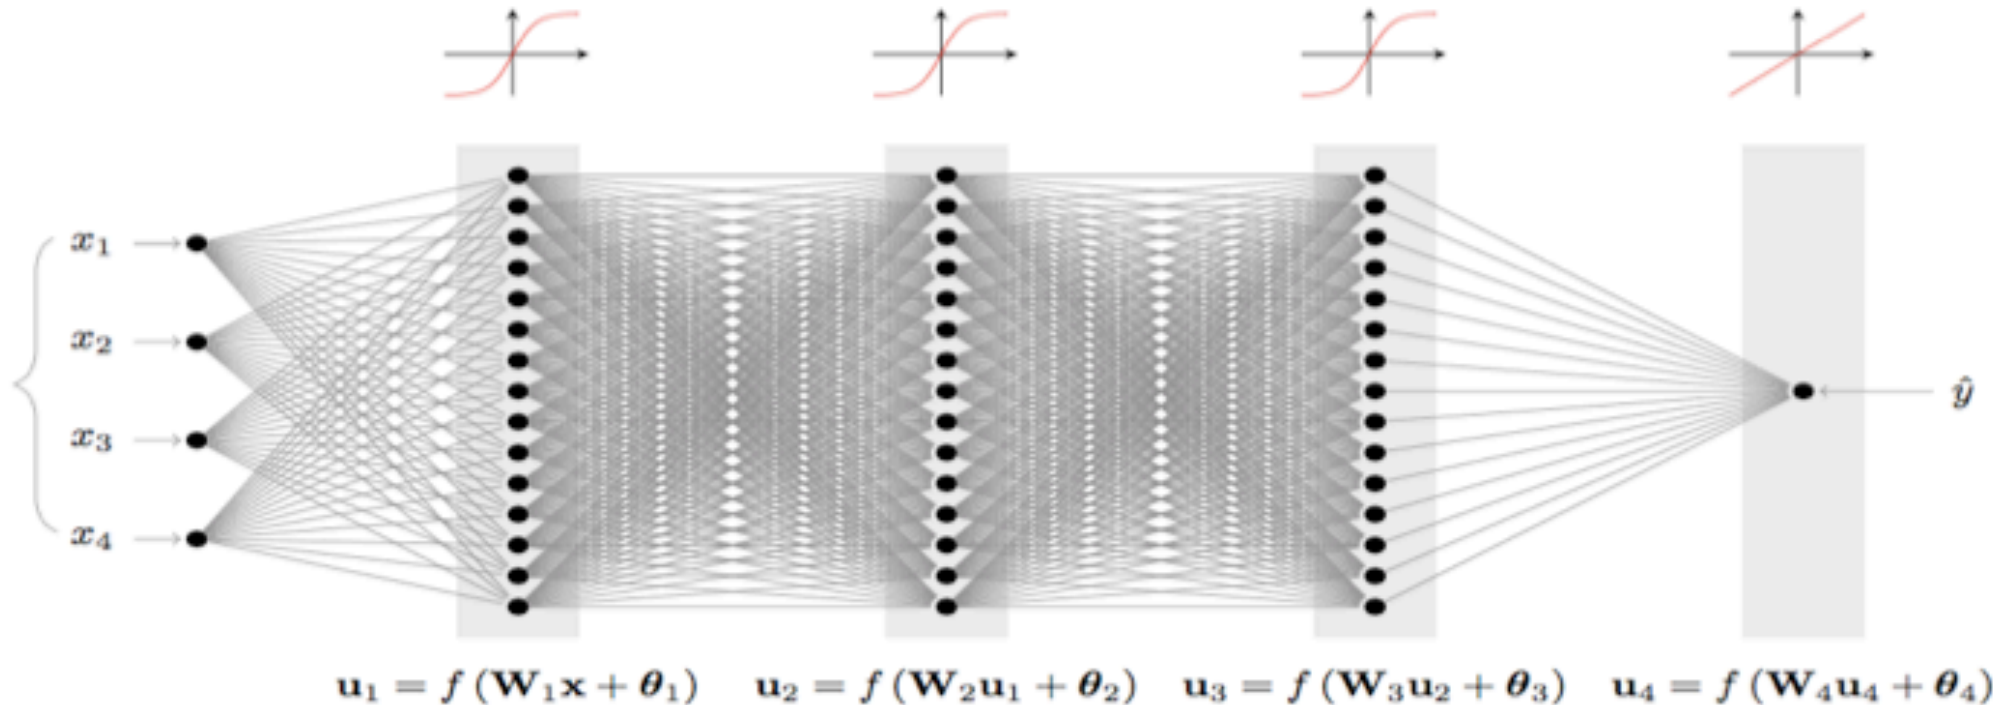 x₁
x₂
x₃
x₄
ŷ
u₁ = f (W₁x + θ₁)
u₂ = f (W₂u₁ + θ₂)
u₃ = f (W₃u₂ + θ₃)
u₄ = f (W₄u₄ + θ₄)